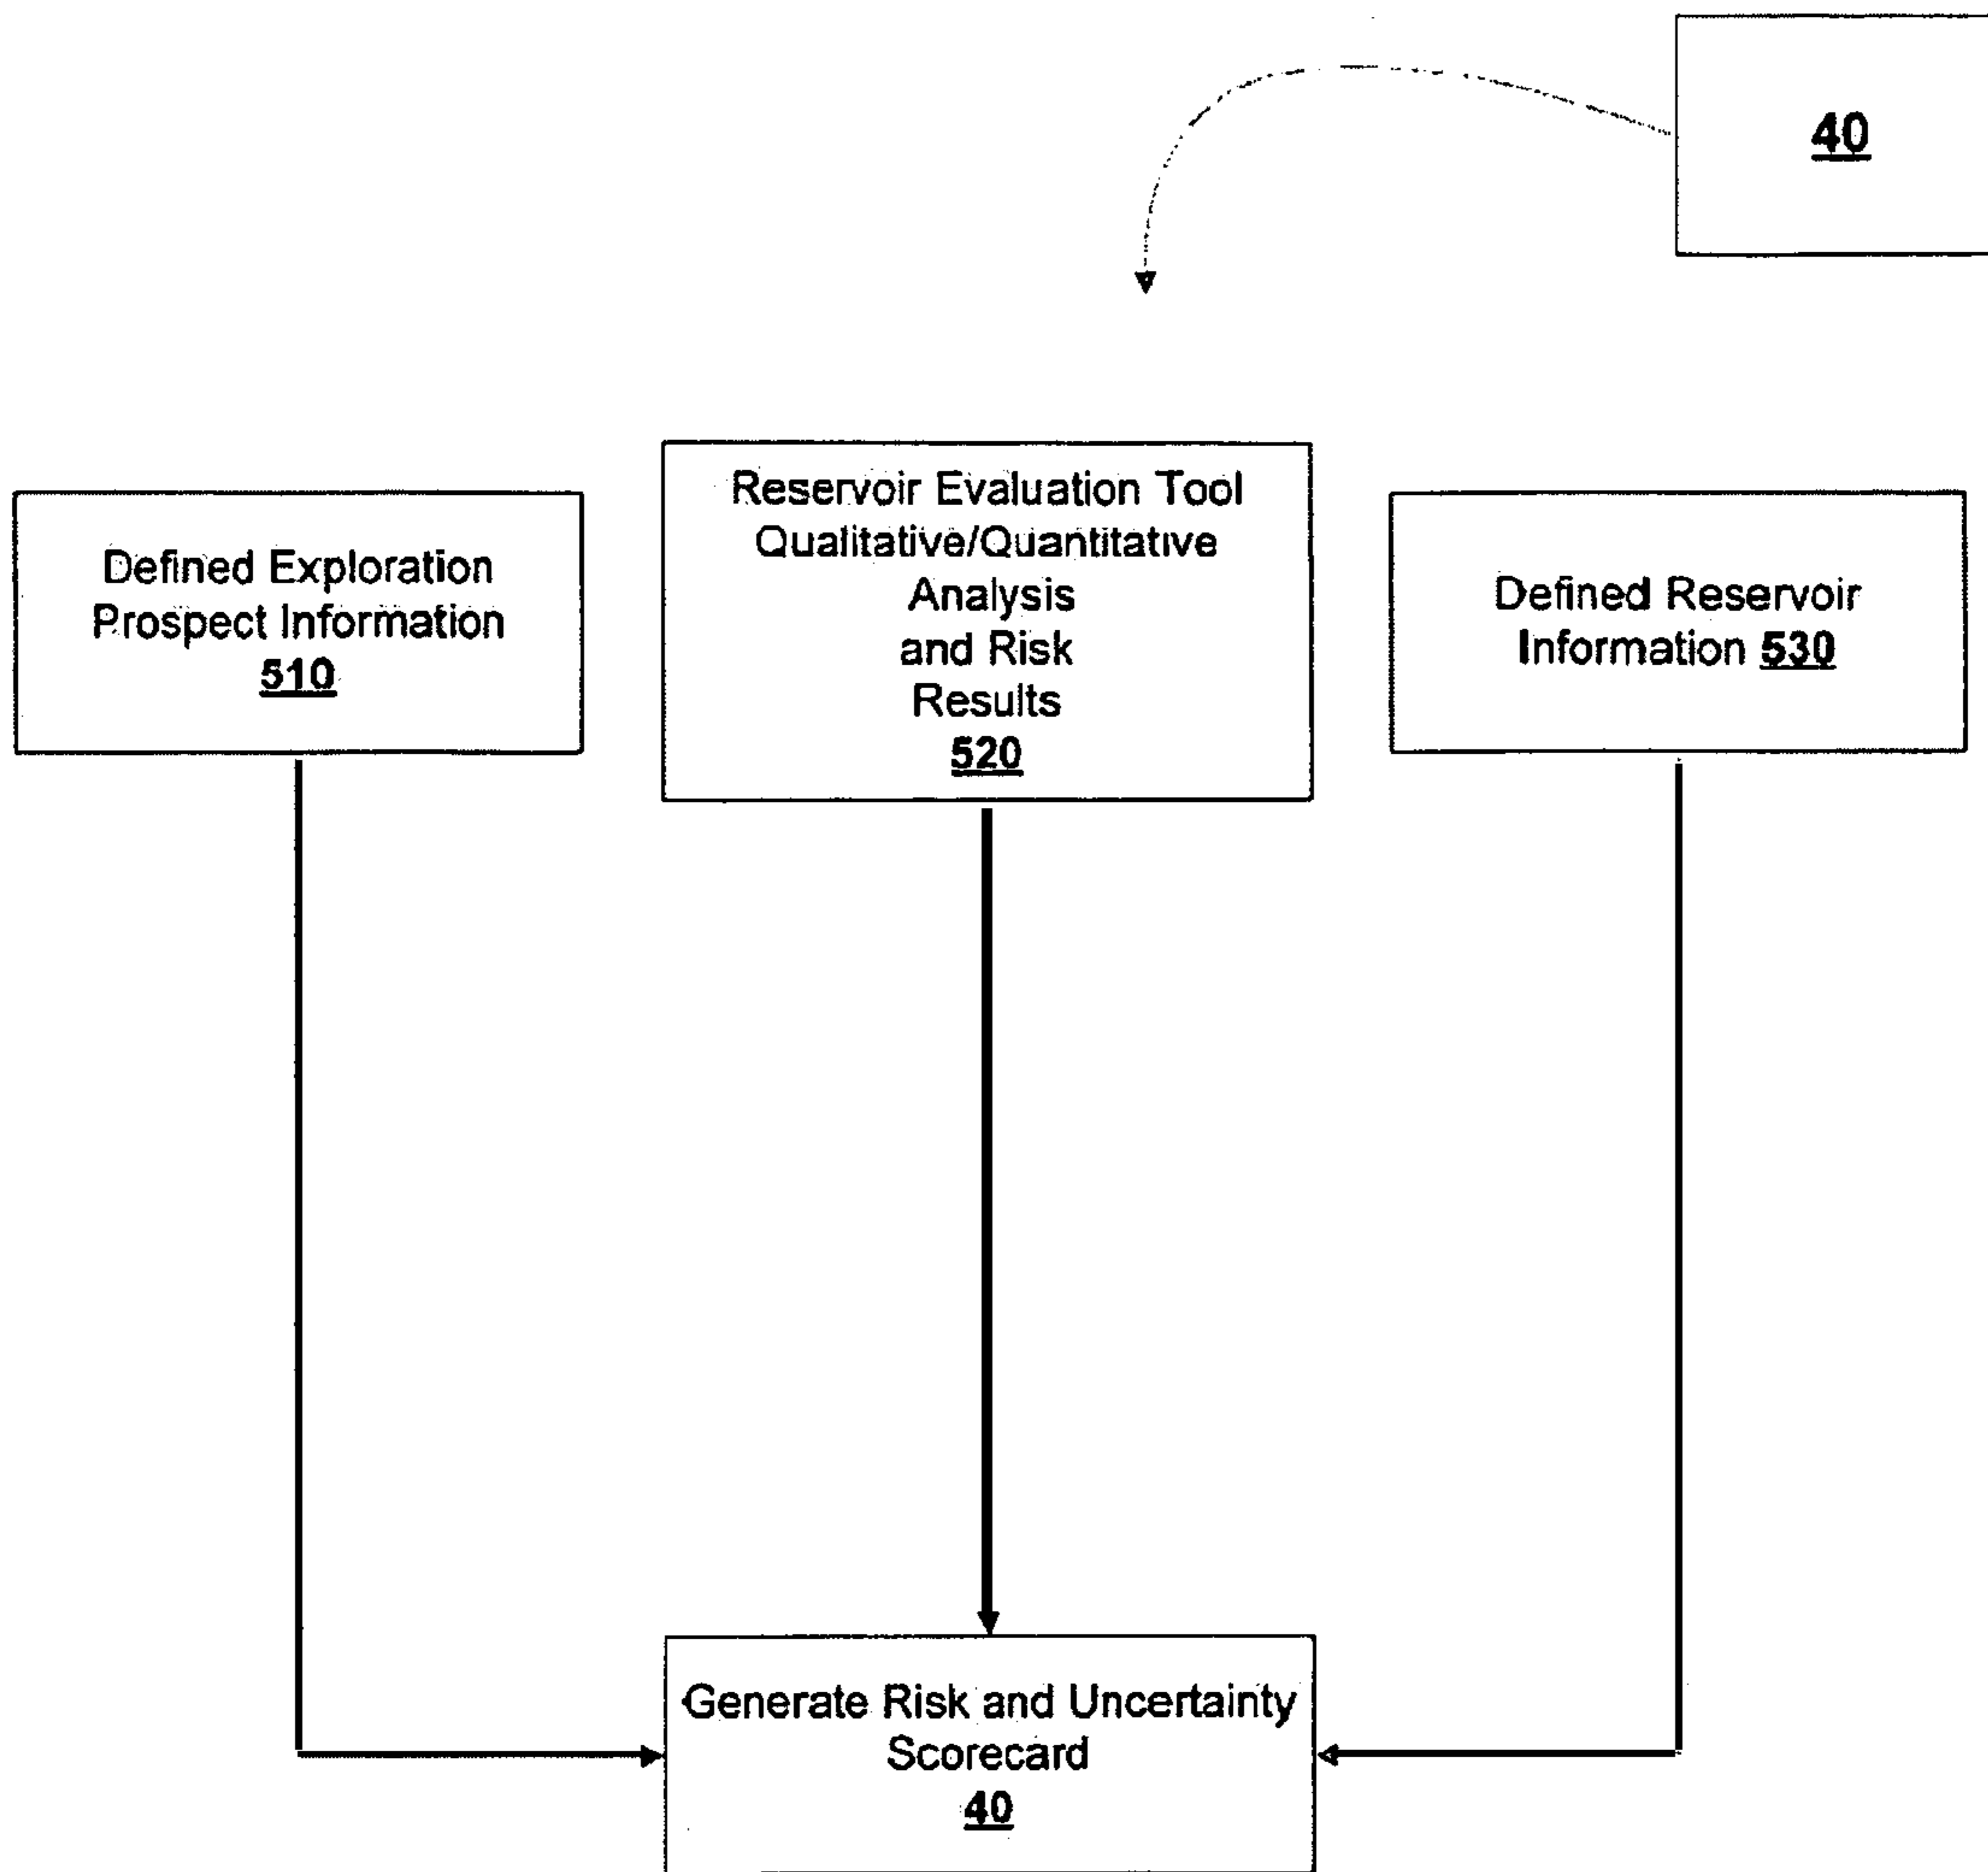 40
Defined Exploration
Prospect Information
510
Reservoir Evaluation Tool
Qualitative/Quantitative
Analysis
and Risk
Results
520
Defined Reservoir
Information 530
Generate Risk and Uncertainty
Scorecard
40